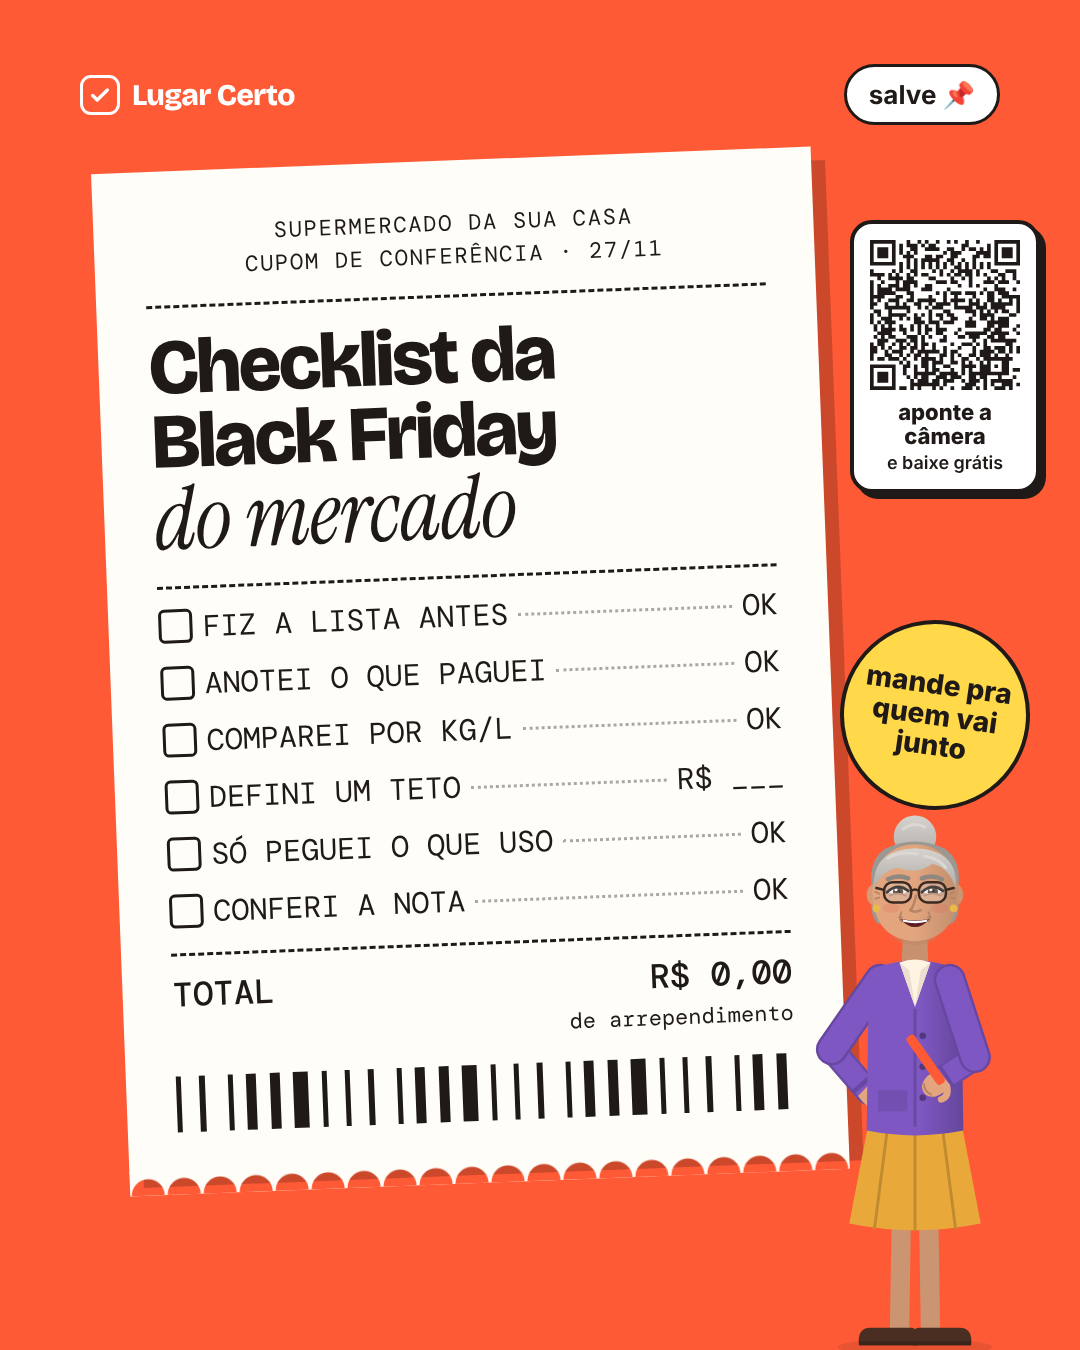 Lugar Certo
salve 📌
SUPERMERCADO DA SUA CASA
CUPOM DE CONFERÊNCIA · 27/11
Checklist da
Black Friday
do mercado
FIZ A LISTA ANTES OK
ANOTEI O QUE PAGUEI OK
COMPAREI POR KG/L OK
DEFINI UM TETO R$ ___
SÓ PEGUEI O QUE USO OK
CONFERI A NOTA OK
TOTAL R$ 0,00
de arrependimento
aponte a
câmera
e baixe grátis
mande pra
quem vai
junto